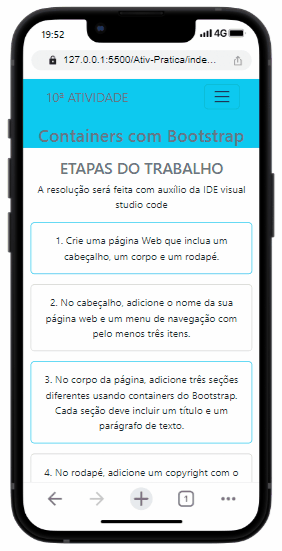 19:52
4G
127.0.0.1:5500/Ativ-Pratica/inde...
10ª ATIVIDADE
Containers com Bootstrap
ETAPAS DO TRABALHO
A resolução será feita com auxílio da IDE visual
studio code
1. Crie uma página Web que inclua um
cabeçalho, um corpo e um rodapé.
2. No cabeçalho, adicione o nome da sua
página web e um menu de navegação com
pelo menos três itens.
3. No corpo da página, adicione três seções
diferentes usando containers do Bootstrap.
Cada seção deve incluir um título e um
parágrafo de texto.
4. No rodapé, adicione um copyright com o
1